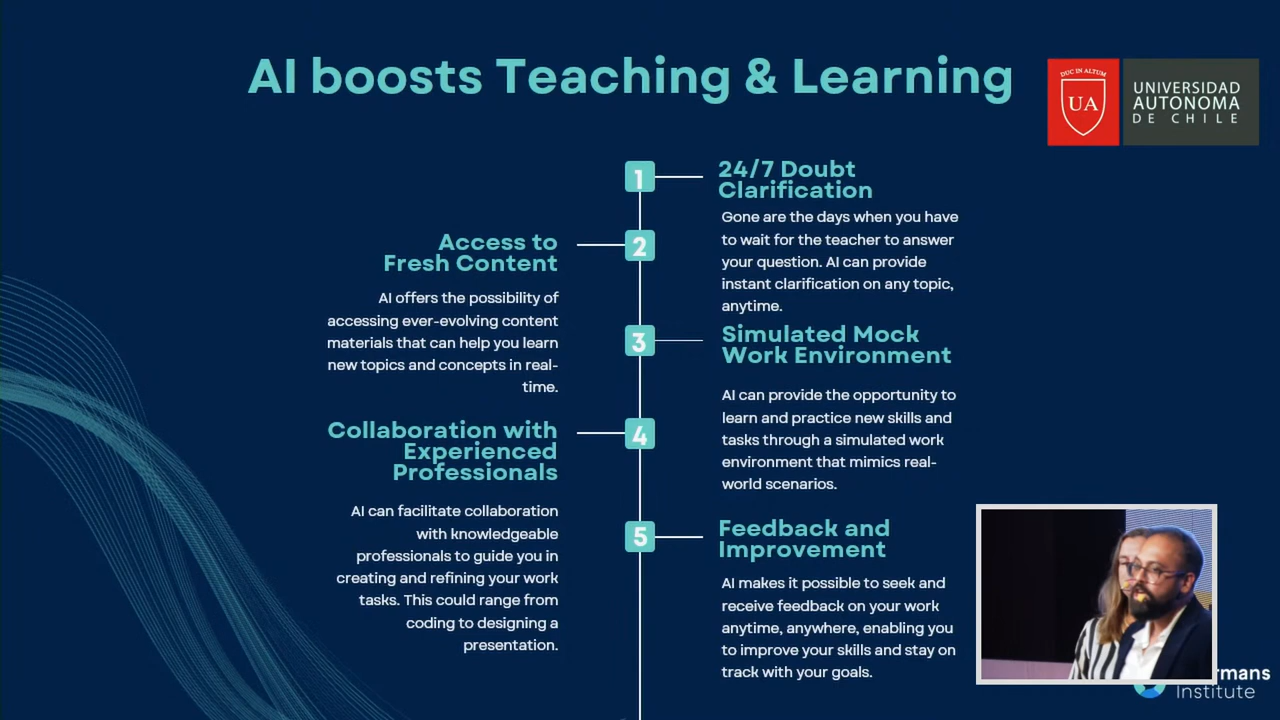 AI boosts Teaching & Learning
DUC IN ALTUM
UA
UNIVERSIDAD
AUTONOMA
DE CHILE
1
24/7 Doubt
Clarification
Gone are the days when you have
to wait for the teacher to answer
your question. AI can provide
instant clarification on any topic,
anytime.
2
Access to
Fresh Content
AI offers the possibility of
accessing ever-evolving content
materials that can help you learn
new topics and concepts in real-
time.
3
Simulated Mock
Work Environment
AI can provide the opportunity to
learn and practice new skills and
tasks through a simulated work
environment that mimics real-
world scenarios.
4
Collaboration with
Experienced
Professionals
AI can facilitate collaboration
with knowledgeable
professionals to guide you in
creating and refining your work
tasks. This could range from
coding to designing a
presentation.
5
Feedback and
Improvement
AI makes it possible to seek and
receive feedback on your work
anytime, anywhere, enabling you
to improve your skills and stay on
track with your goals.
Institute